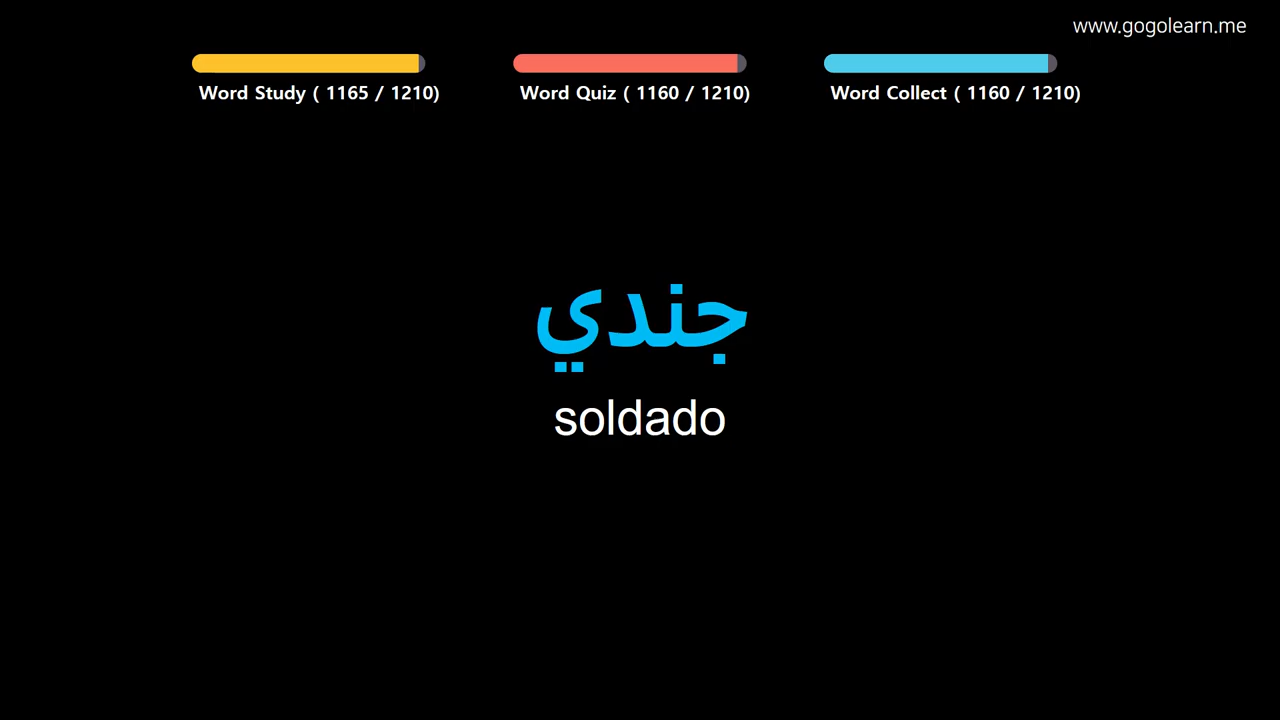 www.gogolearn.me
Word Study ( 1165 / 1210)
Word Quiz ( 1160 / 1210)
Word Collect ( 1160 / 1210)
جندي
soldado